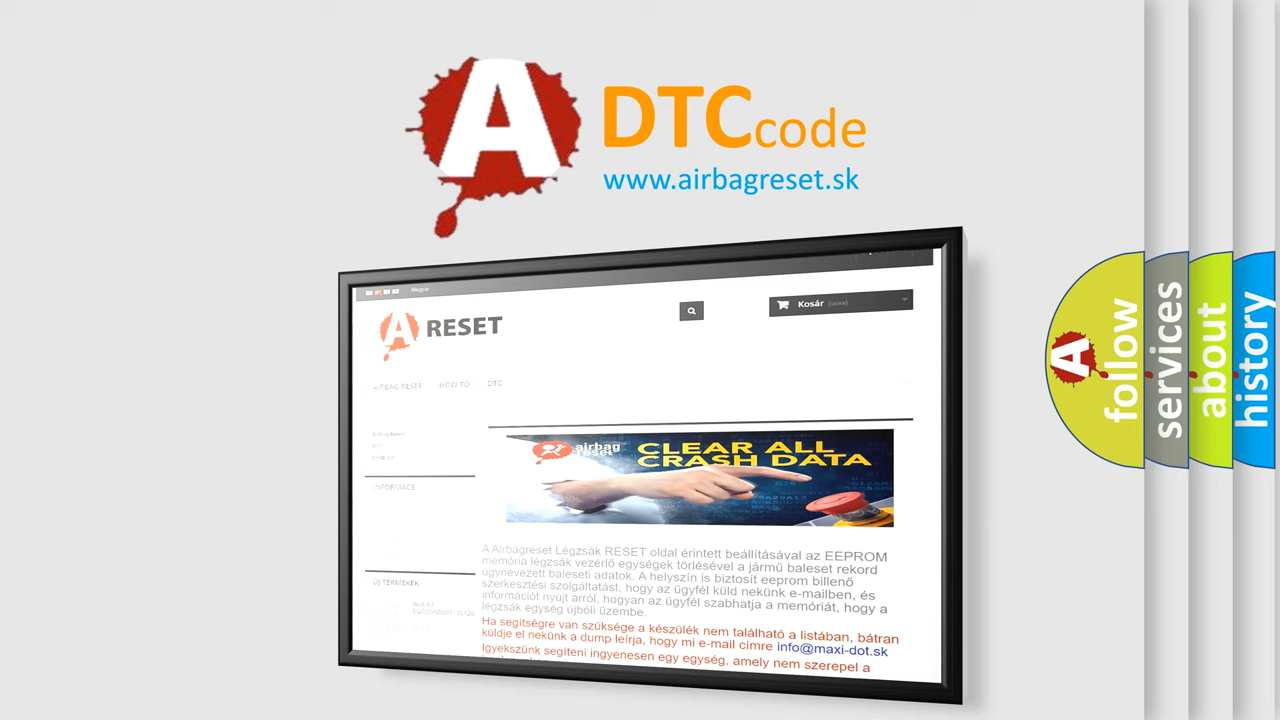 A DTC code
www.airbagreset.sk
Magyar
A RESET
Kosár (üres)
AIRBAG RESET HOW TO DTC
INFORMACE
airbag
reset
CLEAR ALL
CRASH DATA
A Airbagreset Légzsák RESET oldal érintett beállításával az EEPROM
memória légzsák vezérlő egységek törlésével a jármű baleset rekord
úgynevezett baleseti adatok. A helyszín is biztosít eeprom billenő
szerkesztési szolgáltatást, hogy az ügyfél küld nekünk e-mailben, és
információt nyújt arról, hogyan az ügyfél szabhatja a memóriát, hogy a
légzsák egység újbóli üzembe.
Ha segítségre van szüksége a készülék nem található a listában, bátran
küldje el nekünk a dump leírja, hogy mi e-mail címre info@maxi-dot.sk
Igyekszünk segíteni ingyenesen egy egység, amely nem szerepel a
ÚJ TERMÉKEK
A follow
services
about
history